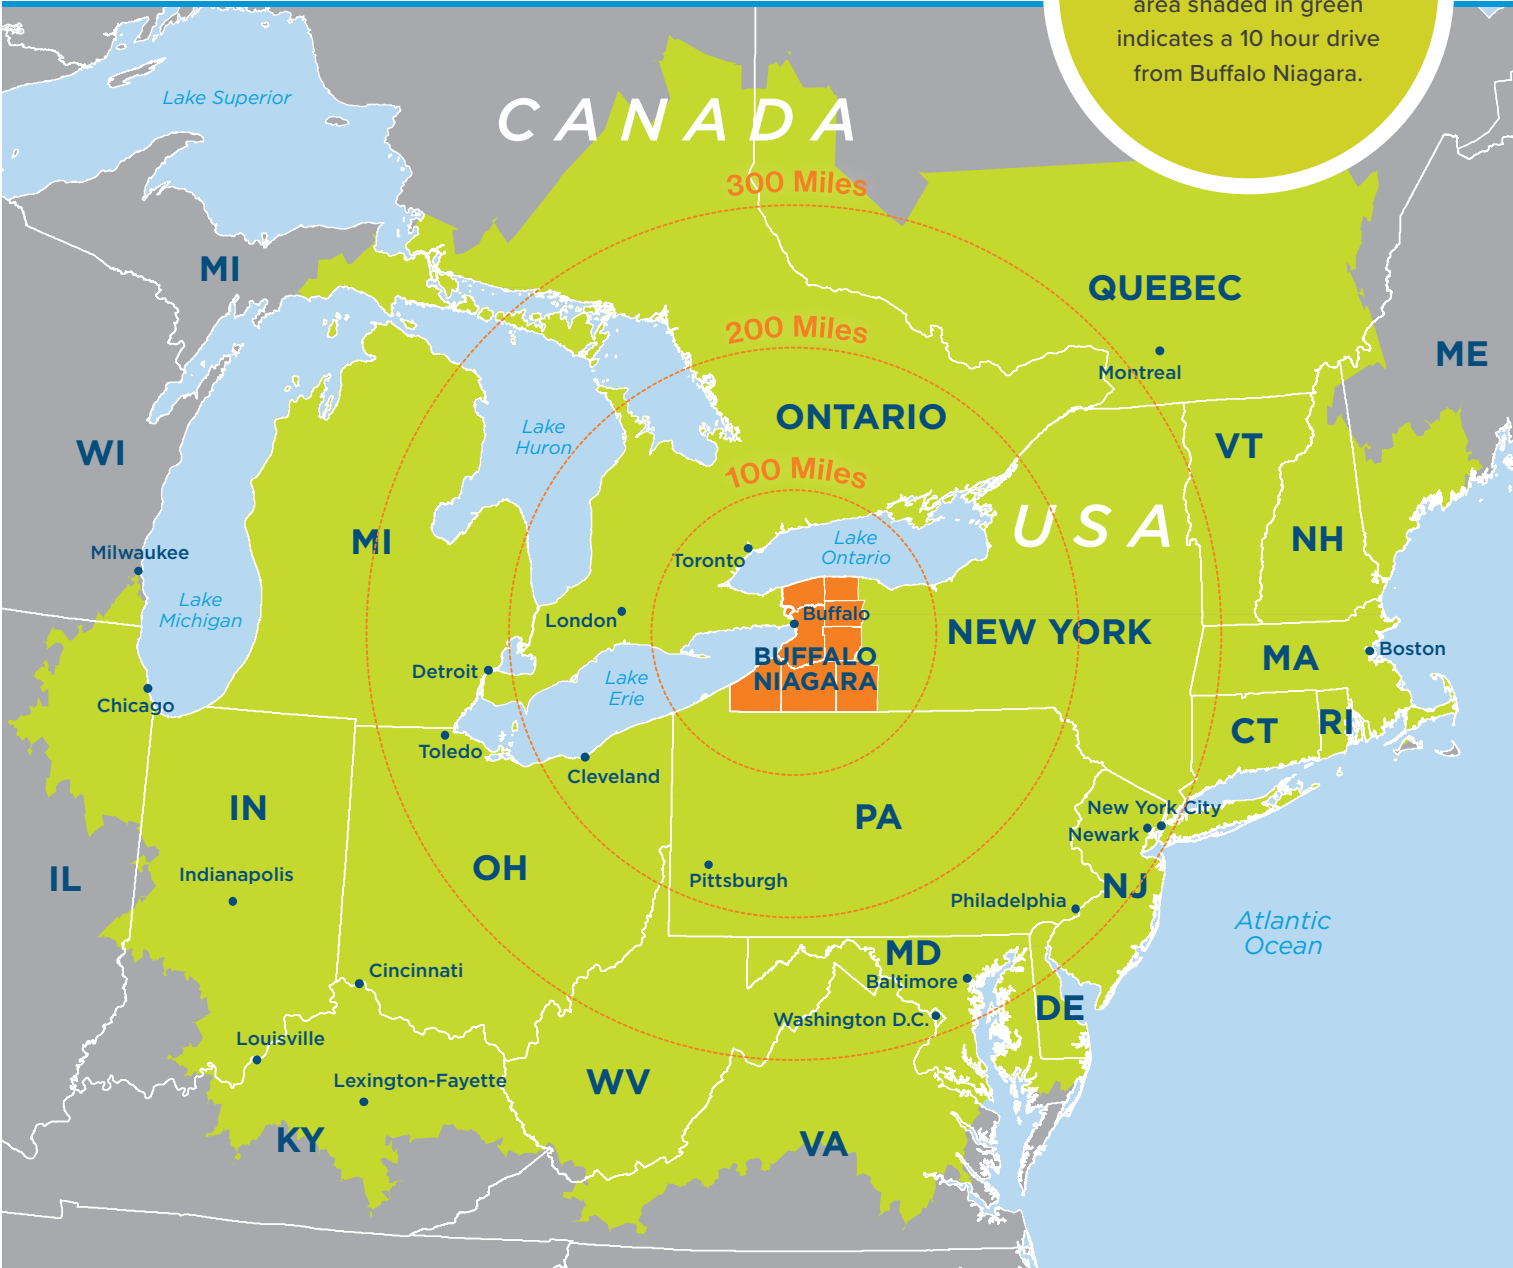 area shaded in green
indicates a 10 hour drive
from Buffalo Niagara.
Lake Superior
CANADA
300 Miles
MI
QUEBEC
200 Miles
Montreal
ME
ONTARIO
Lake
Huron
WI
VT
100 Miles
USA
MI
NH
Milwaukee
Toronto
Lake
Ontario
Lake
Michigan
London
Buffalo
NEW YORK
BUFFALO
NIAGARA
MA
Boston
Detroit
Lake
Erie
Chicago
CT
RI
Toledo
Cleveland
IN
PA
New York City
Newark
OH
IL
Indianapolis
Pittsburgh
NJ
Philadelphia
Atlantic
Ocean
MD
Cincinnati
Baltimore
DE
Washington D.C.
Louisville
Lexington-Fayette
WV
KY
VA